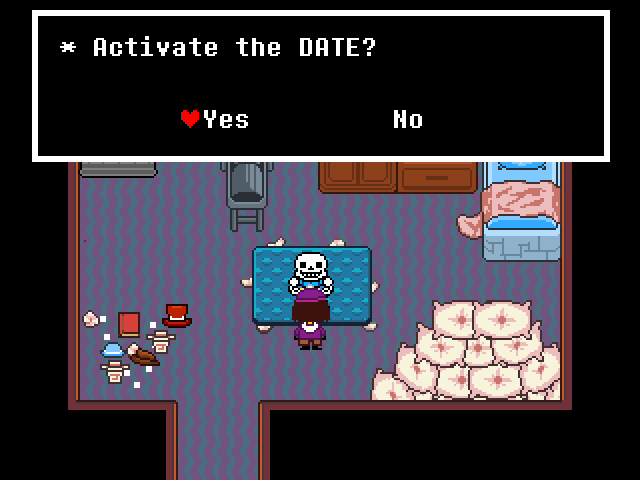 * Activate the DATE?
Yes No